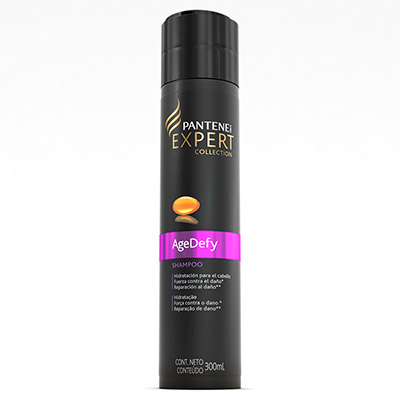 PANTENE
EXPERT
COLLECTION
AgeDefy
SHAMPOO
Hidratación para el cabello
Fuerza contra el daño*
Reparación al daño**
Hidratação
Força contra o dano*
Reparação de dano**
CONT. NETO
CONTEÚDO 300mL